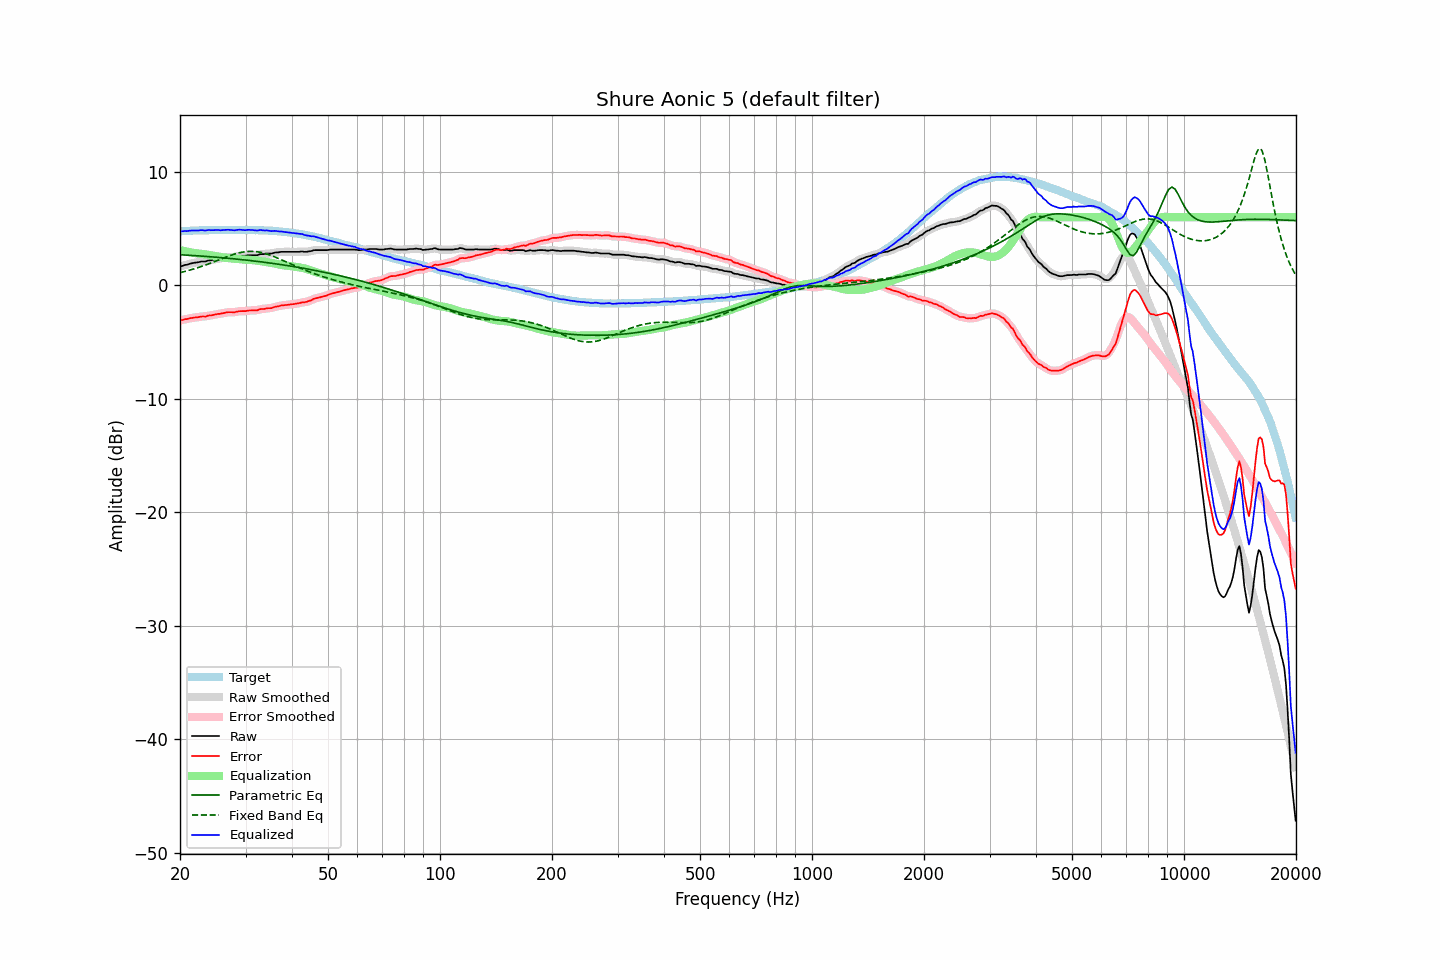 Shure Aonic 5 (default filter)
10
0
−10
−20
−30
−40
−50
Amplitude (dBr)
Target
Raw Smoothed
Error Smoothed
Raw
Error
Equalization
Parametric Eq
Fixed Band Eq
Equalized
20 50 100 200 500 1000 2000 5000 10000 20000
Frequency (Hz)